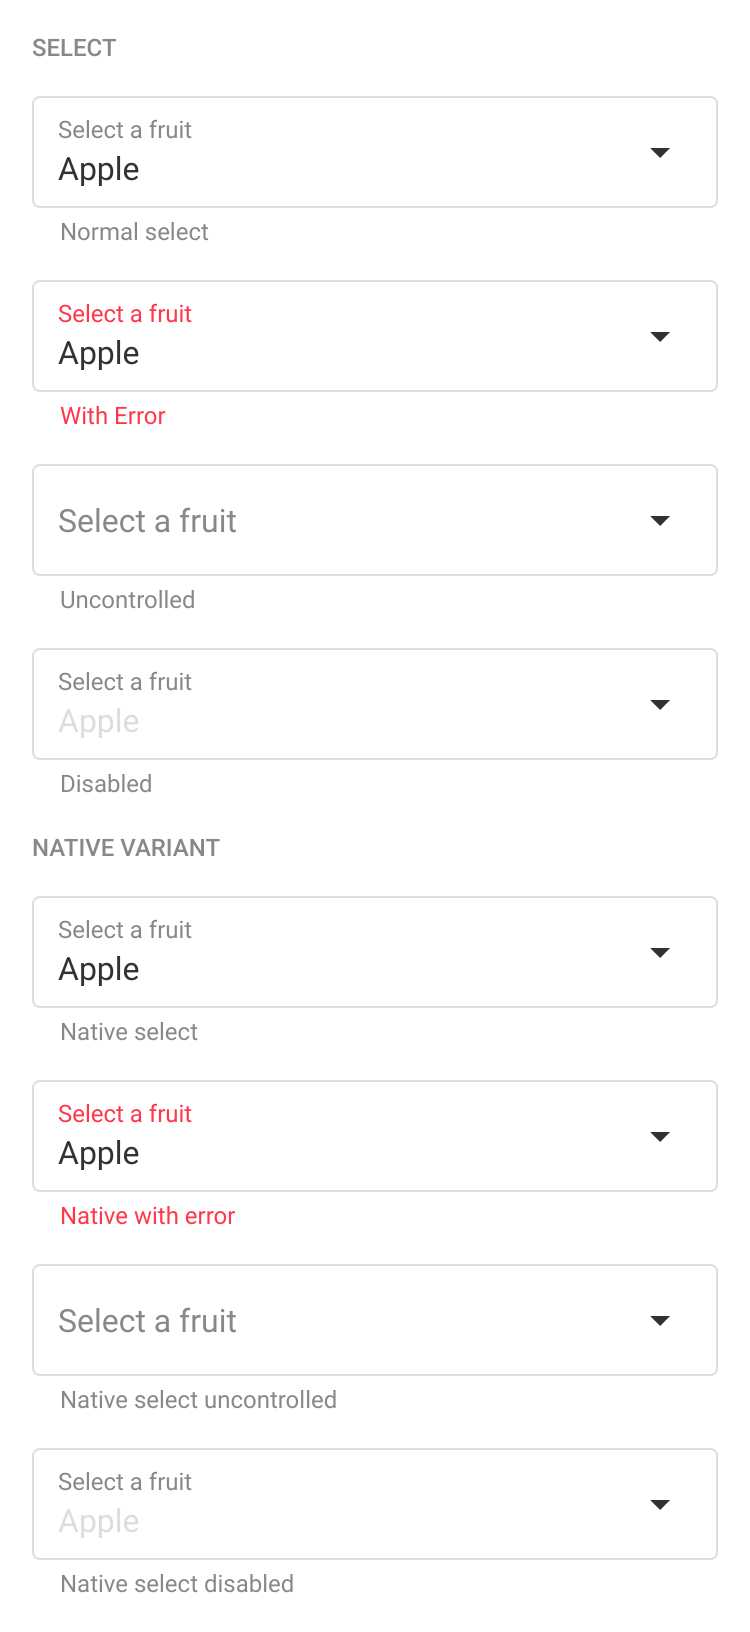 SELECT
Select a fruit
Apple
Normal select
Select a fruit
Apple
With Error
Select a fruit
Uncontrolled
Select a fruit
Apple
Disabled
NATIVE VARIANT
Select a fruit
Apple
Native select
Select a fruit
Apple
Native with error
Select a fruit
Native select uncontrolled
Select a fruit
Apple
Native select disabled